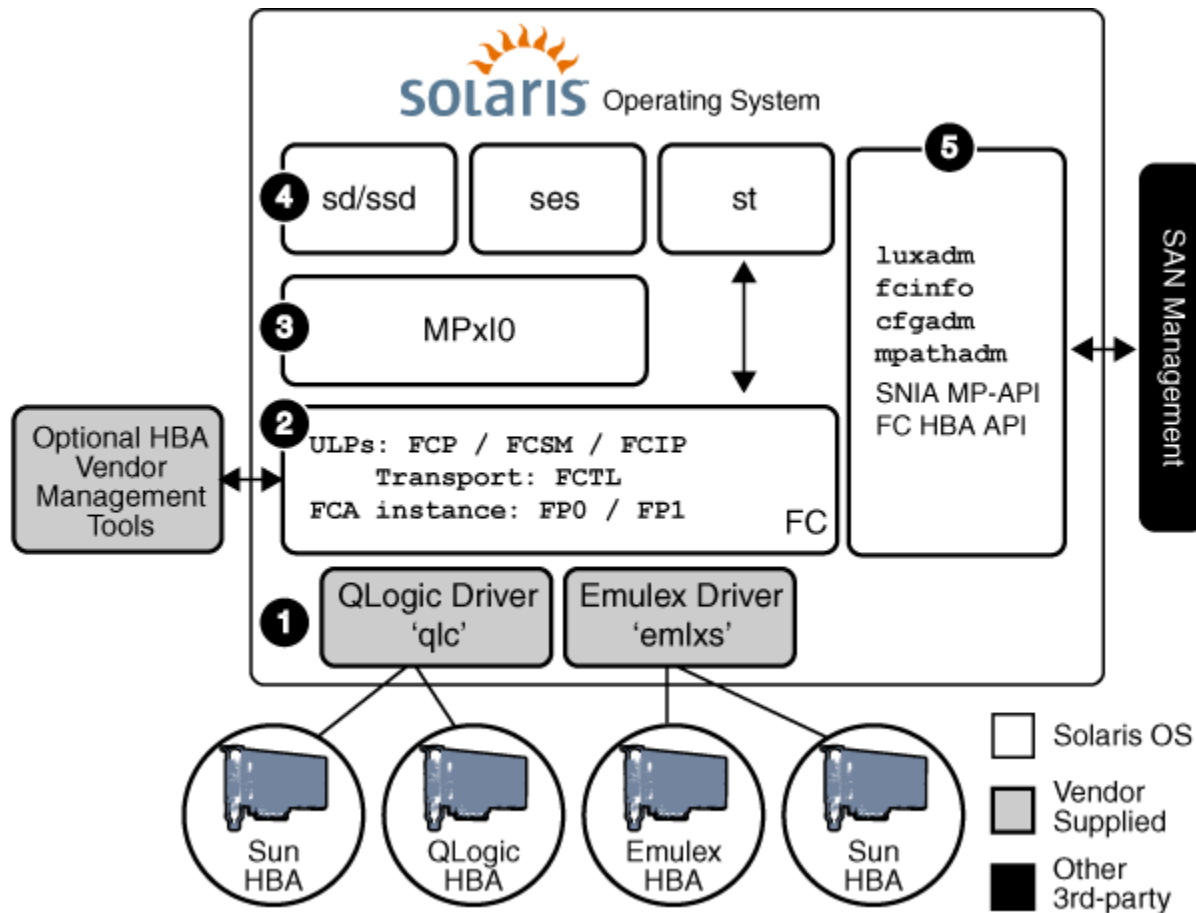 solaris Operating System
5
4
sd/ssd
ses
st
luxadm
fcinfo
cfgadm
mpathadm
SNIA MP-API
FC HBA API
SAN Management
3
MPxI0
2
ULPs: FCP / FCSM / FCIP
Transport: FCTL
FCA instance: FP0 / FP1
FC
Optional HBA
Vendor
Management
Tools
1
QLogic Driver
‘qlc’
Emulex Driver
‘emlxs’
Sun
HBA
QLogic
HBA
Emulex
HBA
Sun
HBA
Solaris OS
Vendor
Supplied
Other
3rd-party